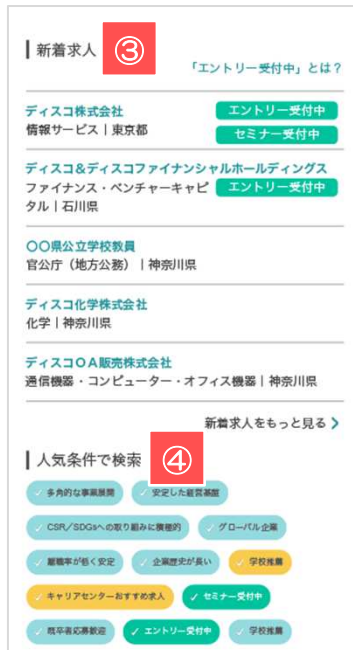 新着求人 ③
「エントリー受付中」とは？
ディスコ株式会社 エントリー受付中
情報サービス | 東京都 セミナー受付中
ディスコ&ディスコファイナンシャルホールディングス
ファイナンス・ベンチャーキャピ エントリー受付中
タル | 石川県
〇〇県公立学校教員
官公庁（地方公務）| 神奈川県
ディスコ化学株式会社
化学 | 神奈川県
ディスコOA販売株式会社
通信機器・コンピューター・オフィス機器 | 神奈川県
新着求人をもっと見る >
人気条件で検索 ④
✓ 多角的な事業展開 ✓ 安定した経営基盤
✓ CSR/SDGsへの取り組みに積極的 ✓ グローバル企業
✓ 離職率が低く安定 ✓ 企業歴史が長い ✓ 学校推薦
✓ キャリアセンターおすすめ求人 ✓ セミナー受付中
✓ 既卒者応募歓迎 ✓ エントリー受付中 ✓ 学校推薦